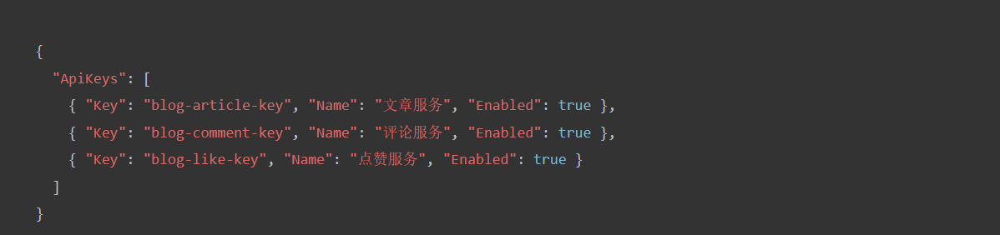 {
"ApiKeys": [
{ "Key": "blog-article-key", "Name": "文章服务", "Enabled": true },
{ "Key": "blog-comment-key", "Name": "评论服务", "Enabled": true },
{ "Key": "blog-like-key", "Name": "点赞服务", "Enabled": true }
]
}